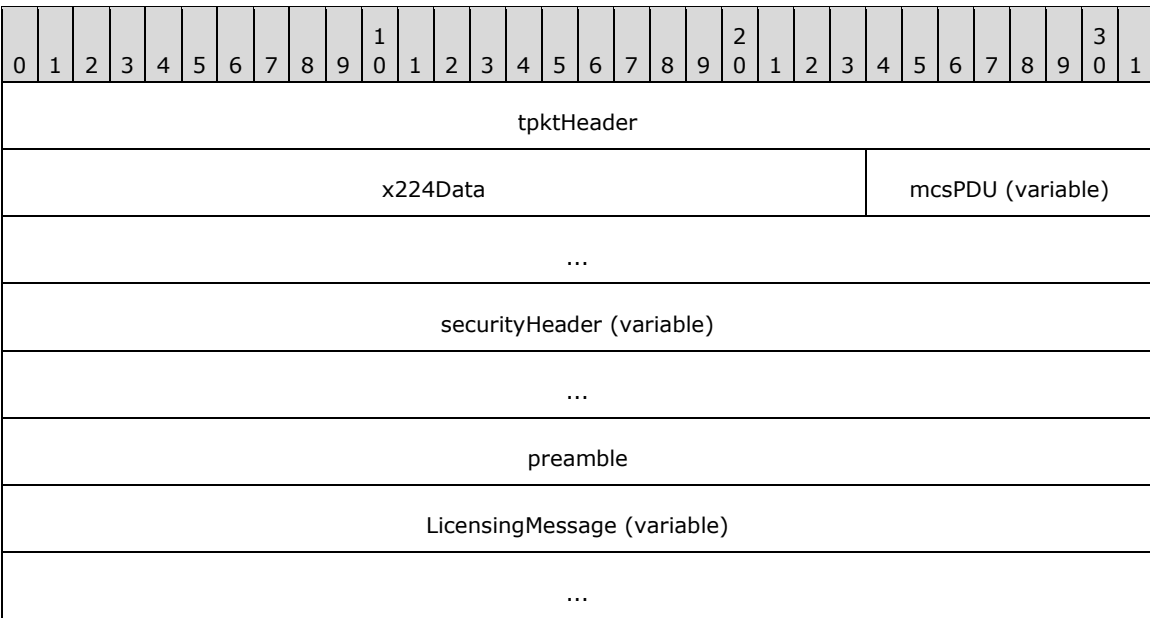 1 2 3
0 1 2 3 4 5 6 7 8 9 0 1 2 3 4 5 6 7 8 9 0 1 2 3 4 5 6 7 8 9 0 1
tpktHeader
x224Data mcsPDU (variable)
...
securityHeader (variable)
...
preamble
LicensingMessage (variable)
...